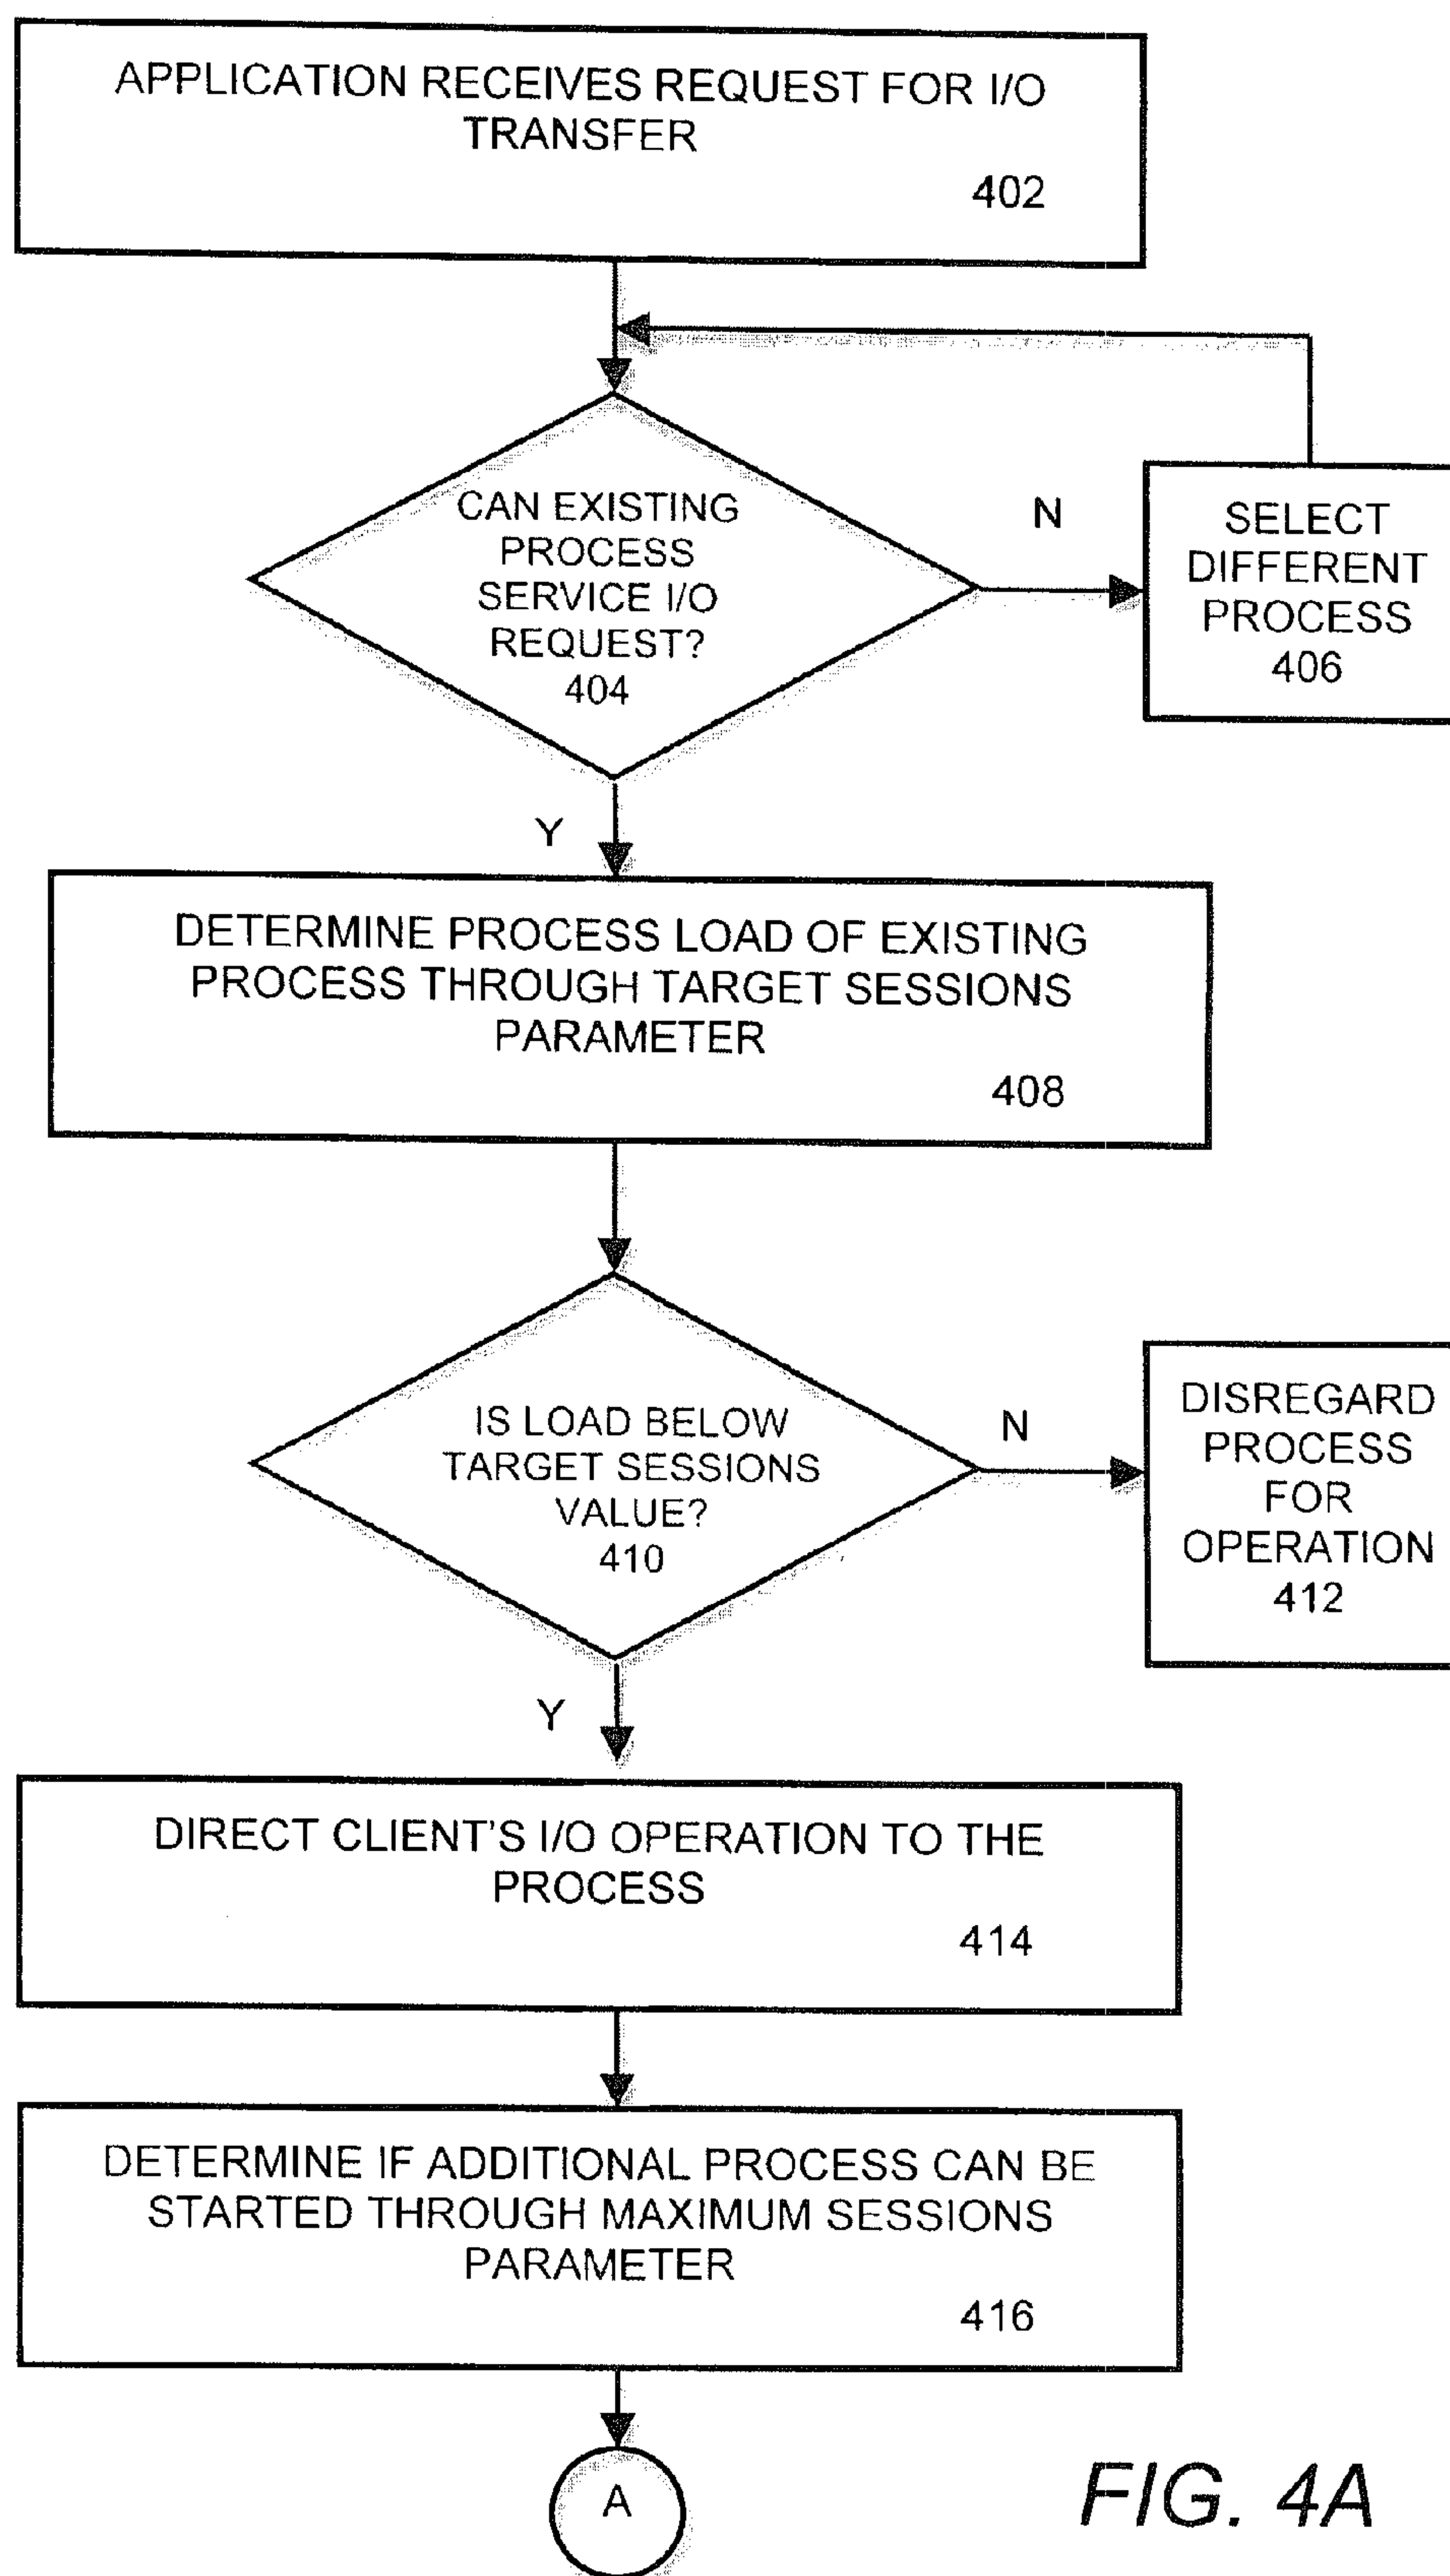 APPLICATION RECEIVES REQUEST FOR I/O
TRANSFER
402
CAN EXISTING
PROCESS
SERVICE I/O
REQUEST?
404
N
SELECT
DIFFERENT
PROCESS
406
Y
DETERMINE PROCESS LOAD OF EXISTING
PROCESS THROUGH TARGET SESSIONS
PARAMETER
408
IS LOAD BELOW
TARGET SESSIONS
VALUE?
410
N
DISREGARD
PROCESS
FOR
OPERATION
412
Y
DIRECT CLIENT'S I/O OPERATION TO THE
PROCESS
414
DETERMINE IF ADDITIONAL PROCESS CAN BE
STARTED THROUGH MAXIMUM SESSIONS
PARAMETER
416
A
FIG. 4A